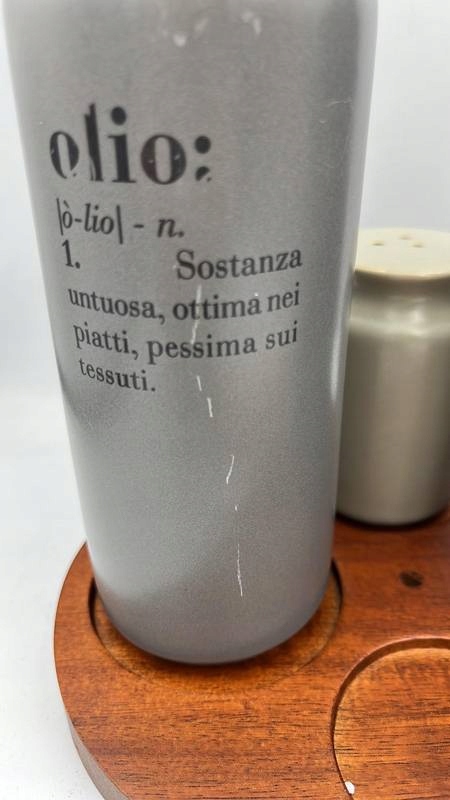 olio:
|ò-lio| - n.
1. Sostanza
untuosa, ottima nei
piatti, pessima sui
tessuti.